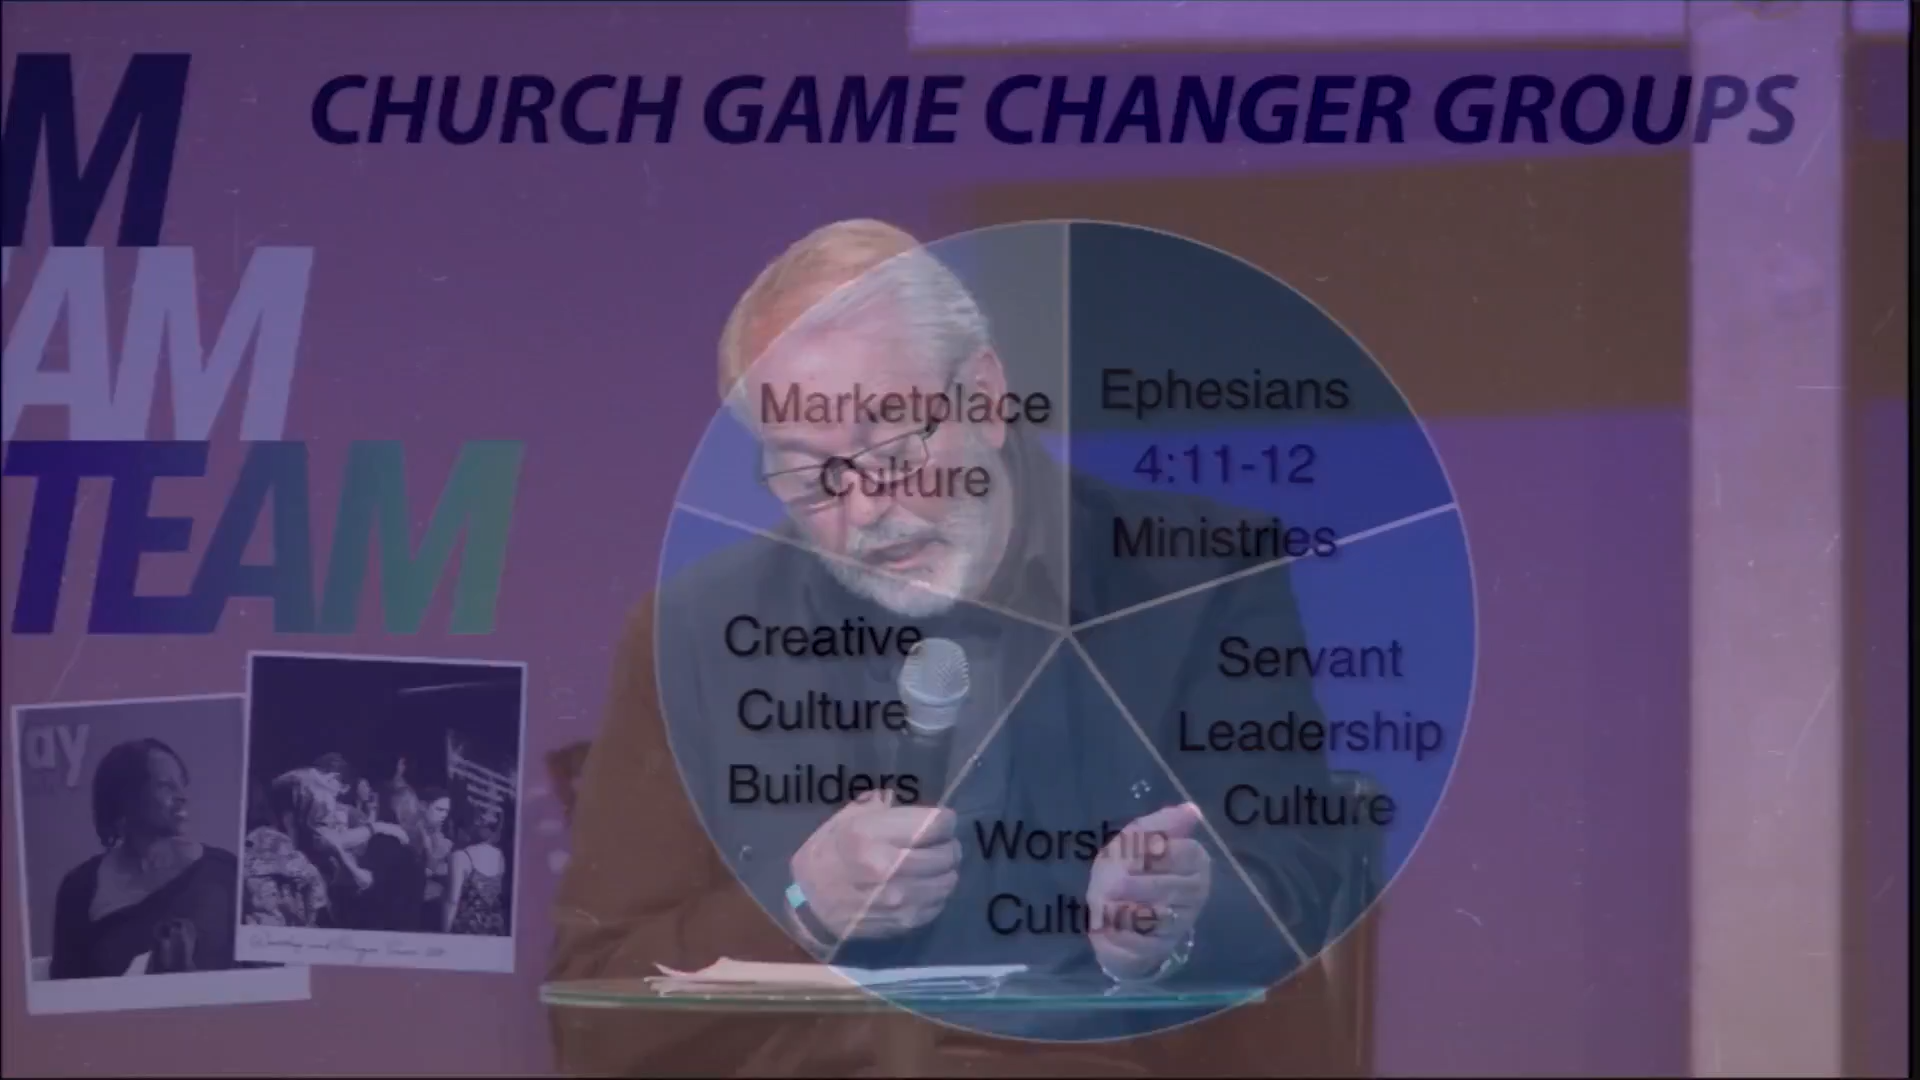 CHURCH GAME CHANGER GROUPS
M
AM
TEAM
Marketplace
Culture
Ephesians
4:11-12
Ministries
Creative
Culture
Builders
Servant
Leadership
Culture
Worship
Culture
ay